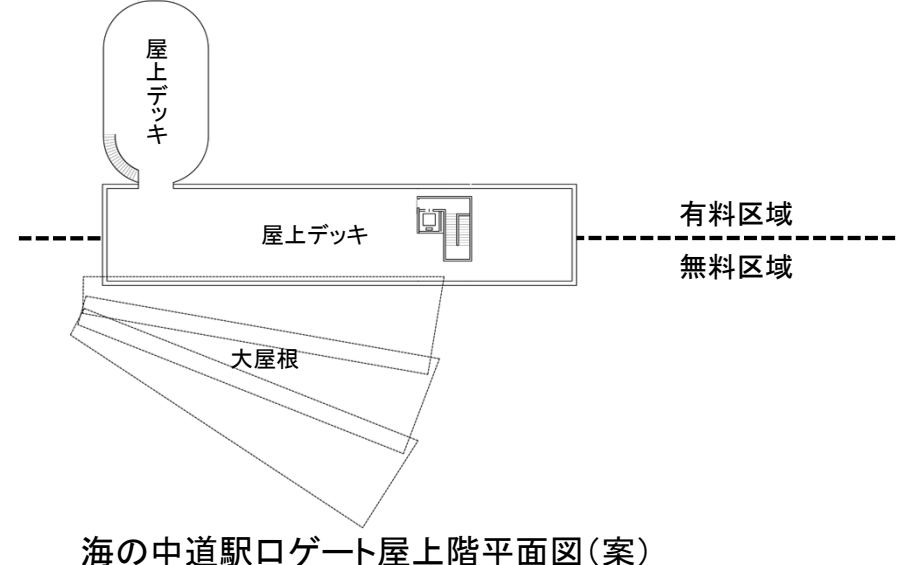 屋上デッキ
屋上デッキ
有料区域
無料区域
大屋根
海の中道駅口ゲート屋上階平面図(案)